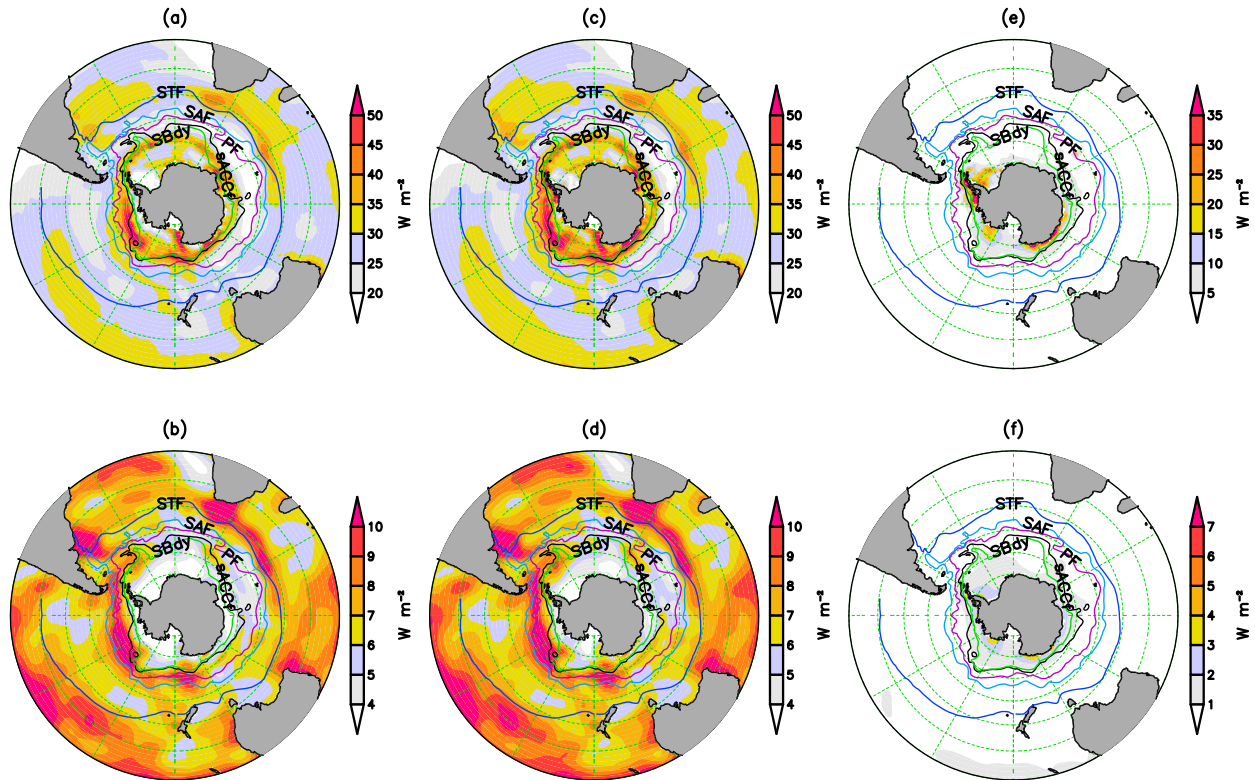 (a)
STF
SAF
SBdy
PF
sACCf
50
45
40
35
30
25
20
W m⁻²
(c)
STF
SAF
SBdy
PF
sACCf
50
45
40
35
30
25
20
W m⁻²
(e)
STF
SAF
SBdy
PF
sACCf
35
30
25
20
15
10
5
W m⁻²
(b)
STF
SAF
SBdy
PF
sACCf
10
9
8
7
6
5
4
W m⁻²
(d)
STF
SAF
SBdy
PF
sACCf
10
9
8
7
6
5
4
W m⁻²
(f)
STF
SAF
SBdy
PF
sACCf
7
6
5
4
3
2
1
W m⁻²